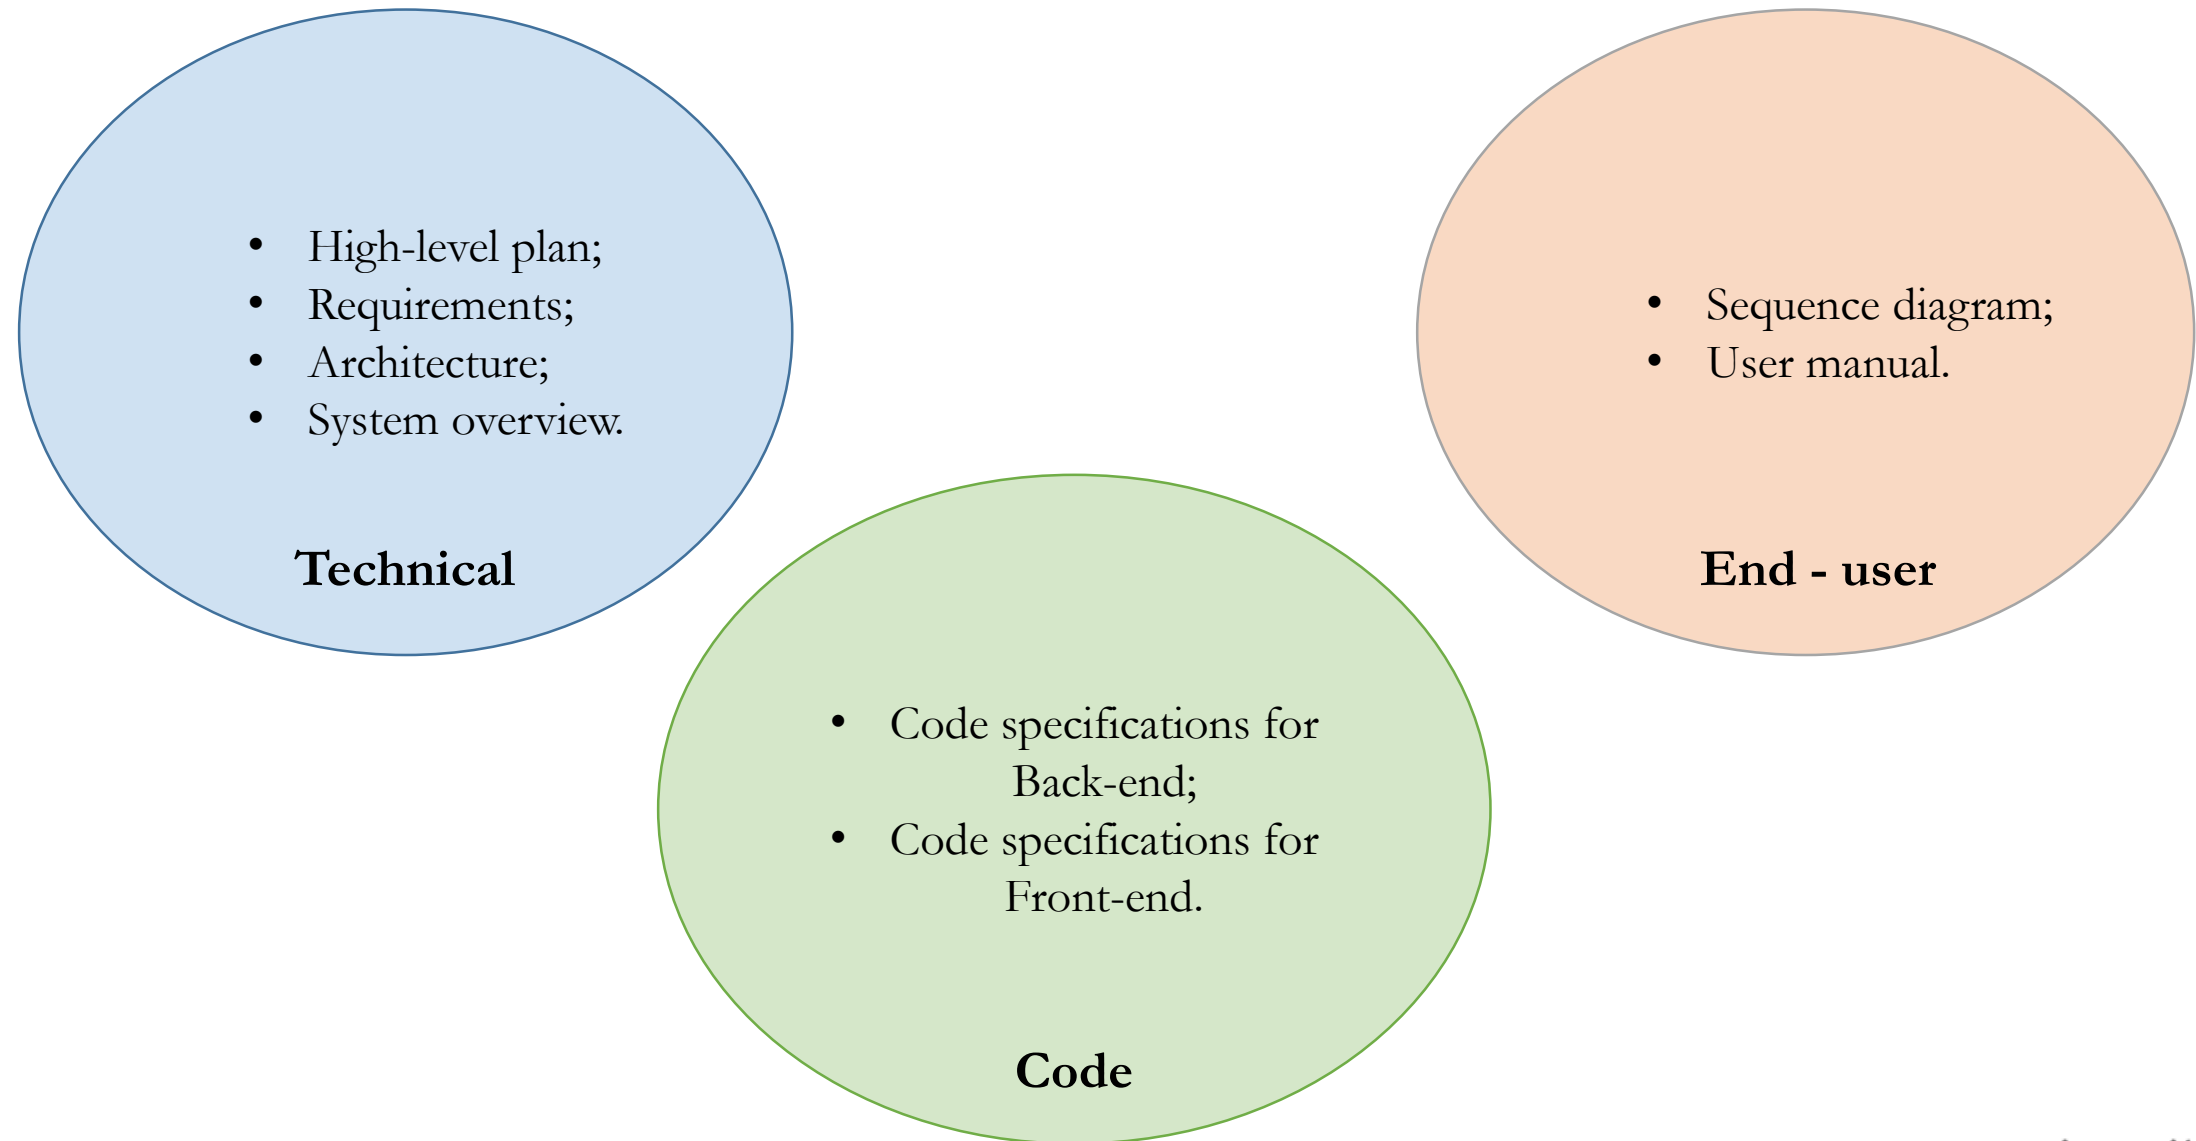 • High-level plan;
• Requirements;
• Architecture;
• System overview.
Technical
• Sequence diagram;
• User manual.
End - user
• Code specifications for
Back-end;
• Code specifications for
Front-end.
Code